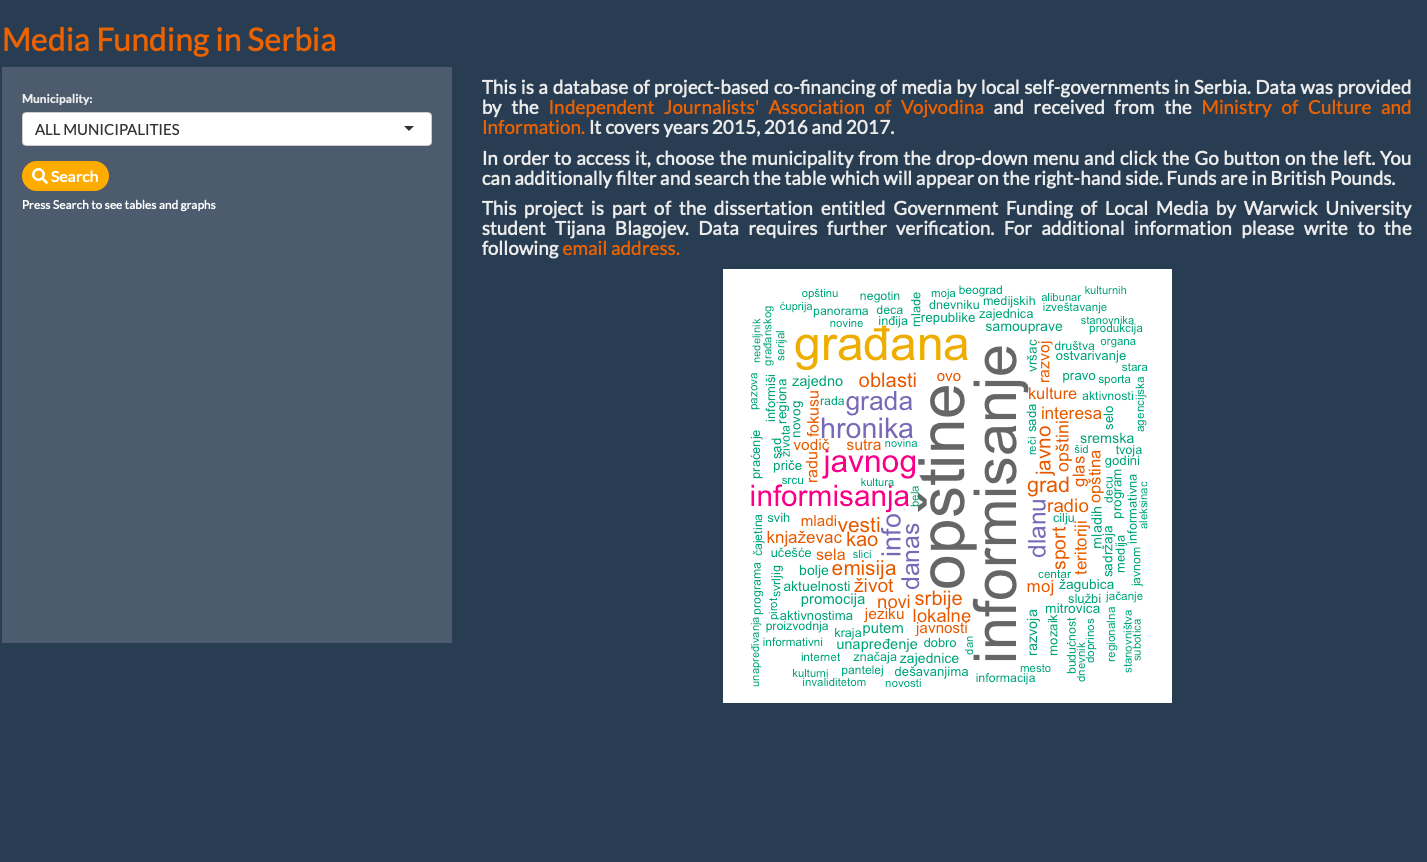 Media Funding in Serbia
Municipality:
ALL MUNICIPALITIES
Search
Press Search to see tables and graphs
This is a database of project-based co-financing of media by local self-governments in Serbia. Data was provided
by the Independent Journalists' Association of Vojvodina and received from the Ministry of Culture and
Information. It covers years 2015, 2016 and 2017.
In order to access it, choose the municipality from the drop-down menu and click the Go button on the left. You
can additionally filter and search the table which will appear on the right-hand side. Funds are in British Pounds.
This project is part of the dissertation entitled Government Funding of Local Media by Warwick University
student Tijana Blagojev. Data requires further verification. For additional information please write to the
following email address.
opštinu
negotin
mlade
moja
beograd
kulturnih
ćuprija
panorama
deca
dnevniku
medijskih
alibunar
izveštavanje
novine
inđija
republike
zajednica
samouprave
stanovnika
produkcija
nedeljnik
građanskog
serijal
građana
vršac
razvoj
društva
organa
ostvarivanje
stara
pazova
informiši
regiona
zajedno
oblasti
ovo
pravo
sporta
novog
fokusu
rada
grada
kulture
aktivnosti
agencijska
hronika
sada
interesa
selo
praćenje
sad
života
vodič
sutra
novina
opštine
informisanje
reči
javno
opštini
šid
sremska
tvoja
priče
radu
javnog
glas
opština
godini
srcu
kultura
grad
decu
program
informativna
aleksinac
informisanja
bela
radio
svih
mladi
vesti
info
dlanu
cilju
mladih
čajetina
knjaževac
kao
danas
sport
teritoriji
sadržaja
medija
javnom
učešće
sela
slici
bolje
emisija
centar
programa
svrljig
aktuelnosti
život
moj
žagubica
promocija
novi
srbije
službi
jačanje
pirot
aktivnostima
jeziku
lokalne
mitrovica
unapređivanja
proizvodnja
kraja
putem
javnosti
razvoja
mozaik
budućnost
doprinos
regionalna
stanovništva
subotica
informativni
unapređenje
dobro
dan
dnevnik
internet
značaja
zajednice
kulturni
pantelej
dešavanjima
mesto
invaliditetom
novosti
informacija